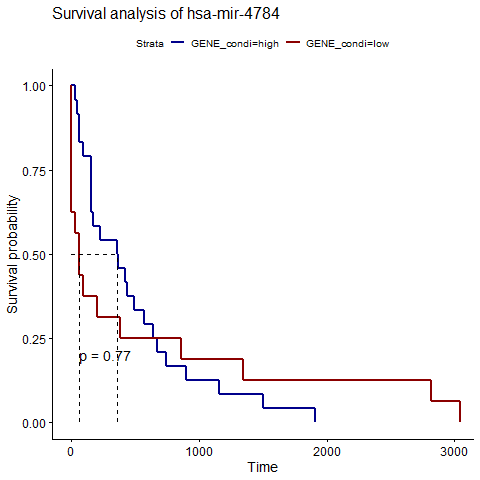 Survival analysis of hsa-mir-4784
Strata GENE_condi=high GENE_condi=low
Survival probability
1.00
0.75
0.50
0.25
0.00
p = 0.77
0 1000 2000 3000
Time